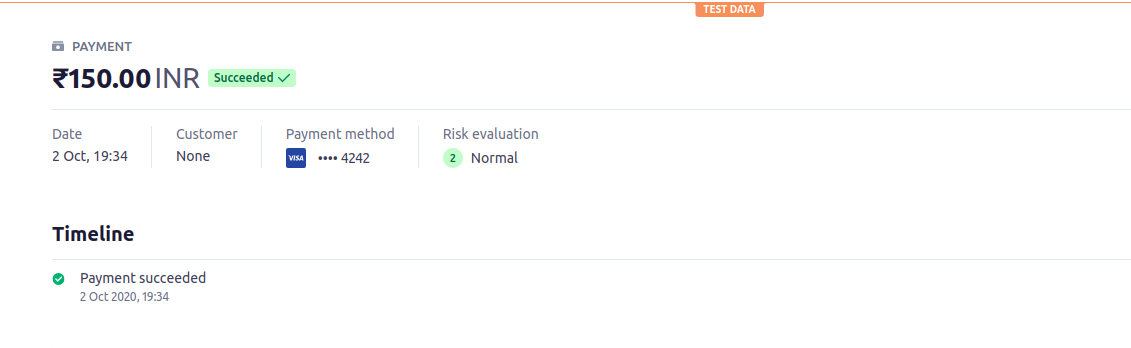 TEST DATA
PAYMENT
₹150.00 INR Succeeded
Date Customer Payment method Risk evaluation
2 Oct, 19:34 None VISA •••• 4242 2 Normal
Timeline
Payment succeeded
2 Oct 2020, 19:34